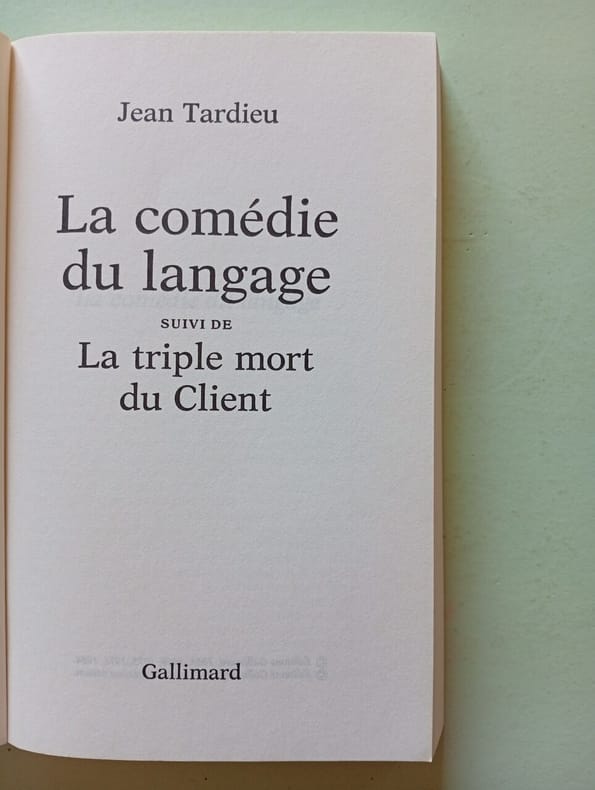 Jean Tardieu
La comédie
du langage
SUIVI DE
La triple mort
du Client
Gallimard